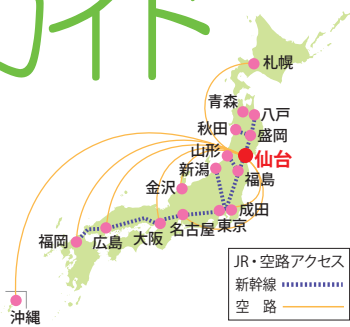 ガイド
札幌
青森
八戸
秋田
盛岡
山形
仙台
新潟
福島
金沢
成田
東京
名古屋
大阪
広島
福岡
沖縄
JR・空路アクセス
新幹線
空　路